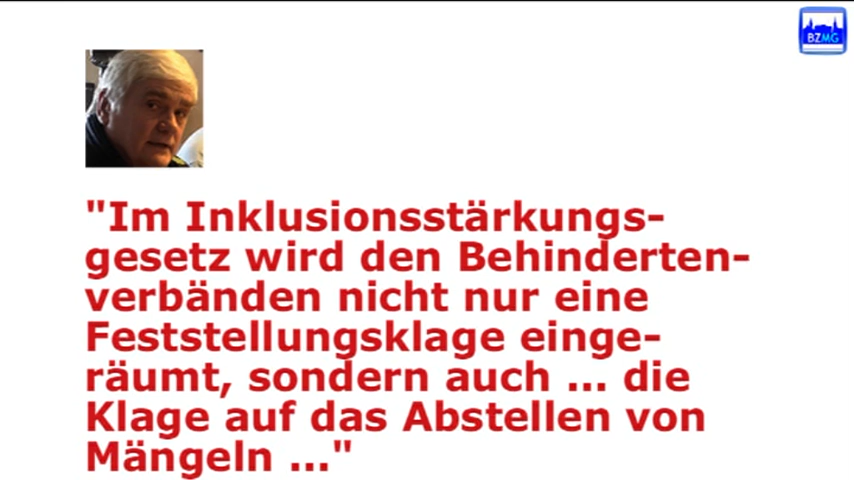 BZMG
"Im Inklusionsstärkungs-
gesetz wird den Behinderten-
verbänden nicht nur eine
Feststellungsklage einge-
räumt, sondern auch ... die
Klage auf das Abstellen von
Mängeln ..."